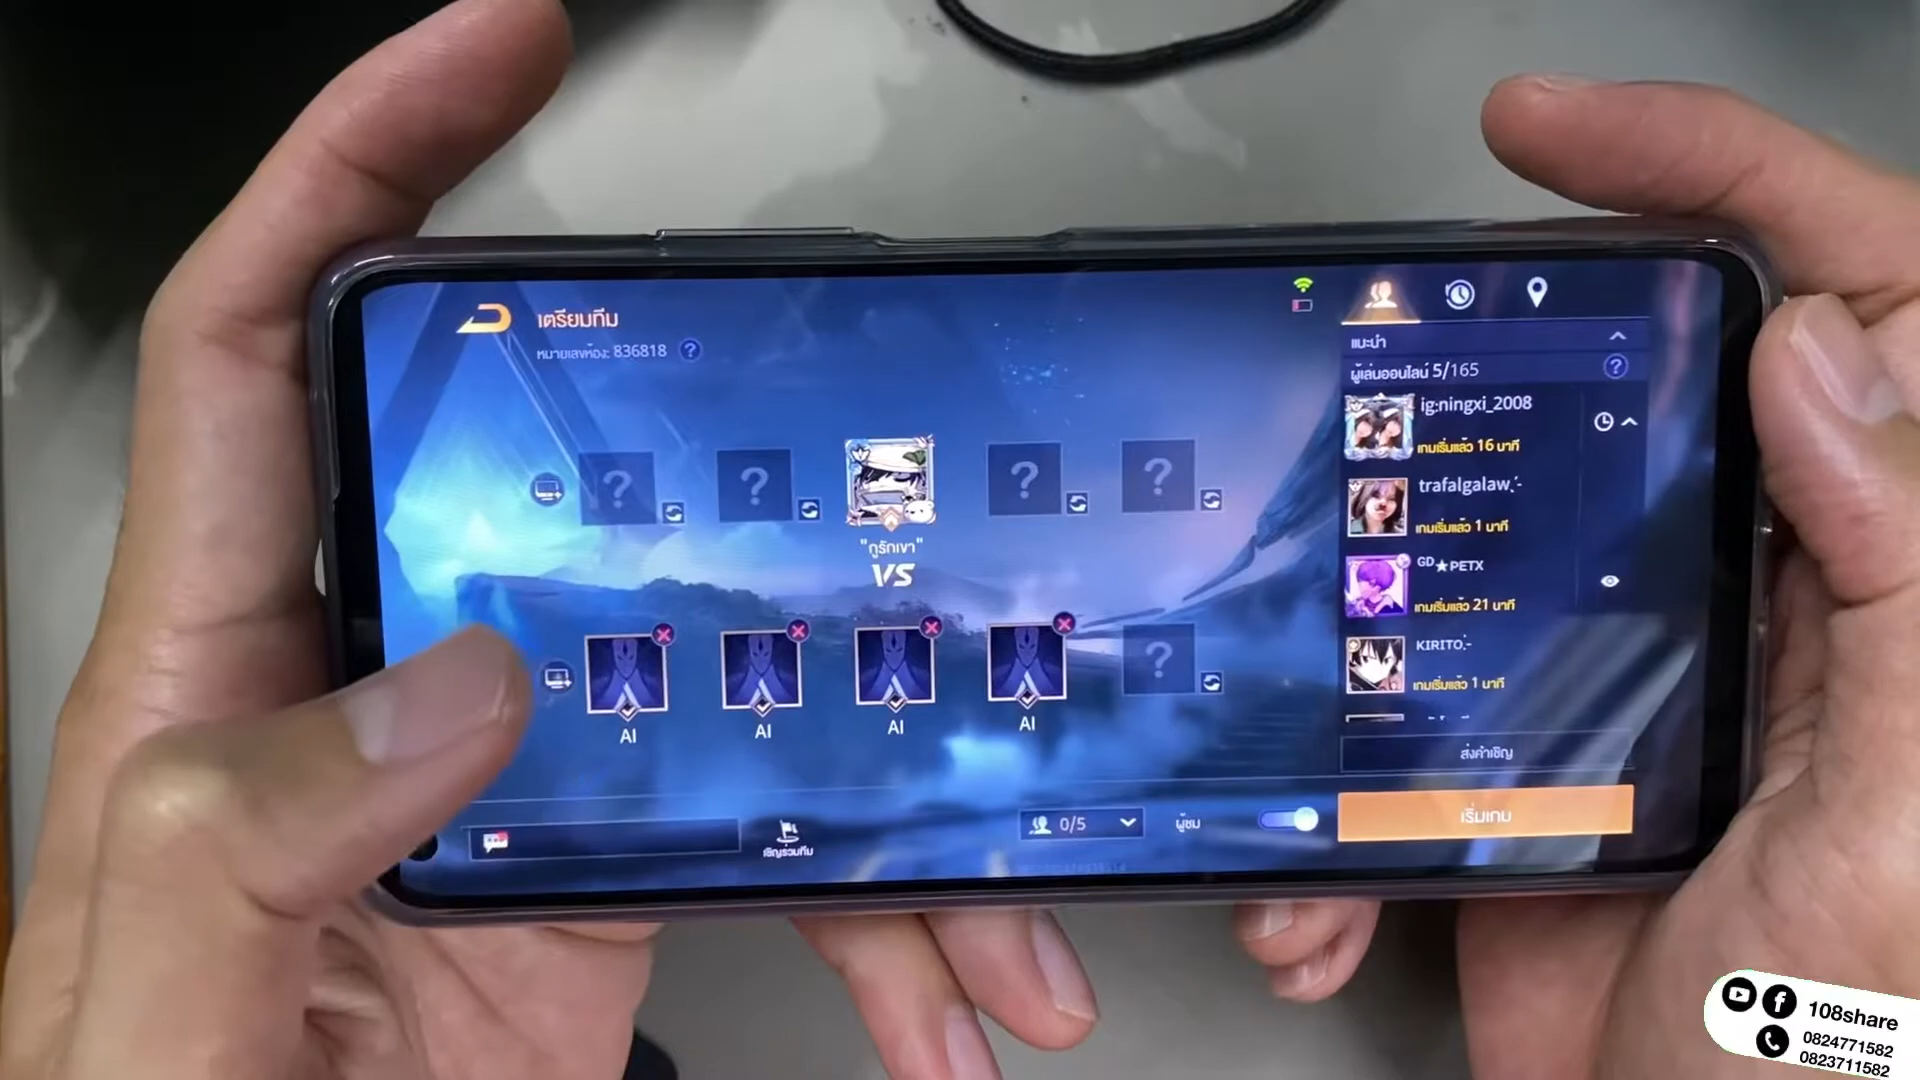 เตรียมทีม
หมายเลขห้อง: 836818 ?
? ? ? ?
"กูรักเขา"
VS
?
AI AI AI AI
เชิญร่วมทีม
0/5
ผู้ชม
แนะนำ
ผู้เล่นออนไลน์ 5/165 ?
ig:ningxi_2008
เกมเริ่มแล้ว 16 นาที
trafalgalaw.
เกมเริ่มแล้ว 1 นาที
GD★PETX
เกมเริ่มแล้ว 21 นาที
KIRITO.-
เกมเริ่มแล้ว 1 นาที
ส่งคำเชิญ
เริ่มเกม
108share
0824771582
0823711582